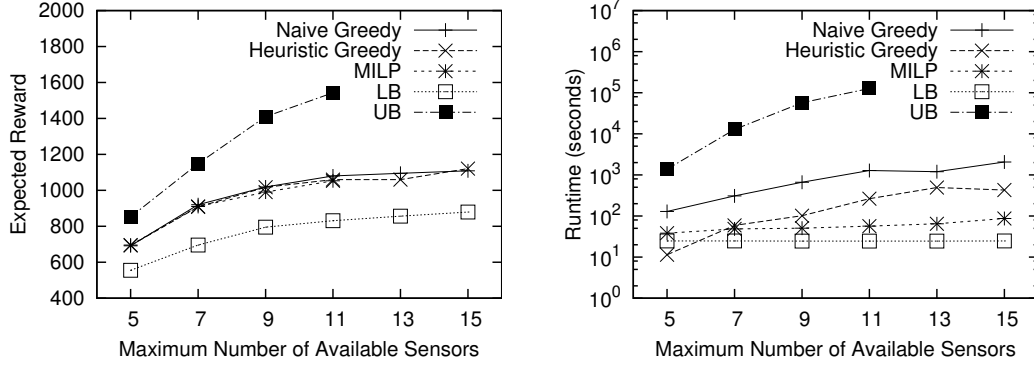 2000
1800
1600
1400
1200
1000
800
600
400
Expected Reward
Naive Greedy
Heuristic Greedy
MILP
LB
UB
5 7 9 11 13 15
Maximum Number of Available Sensors
10^7
10^6
10^5
10^4
10^3
10^2
10^1
10^0
Runtime (seconds)
Naive Greedy
Heuristic Greedy
MILP
LB
UB
5 7 9 11 13 15
Maximum Number of Available Sensors